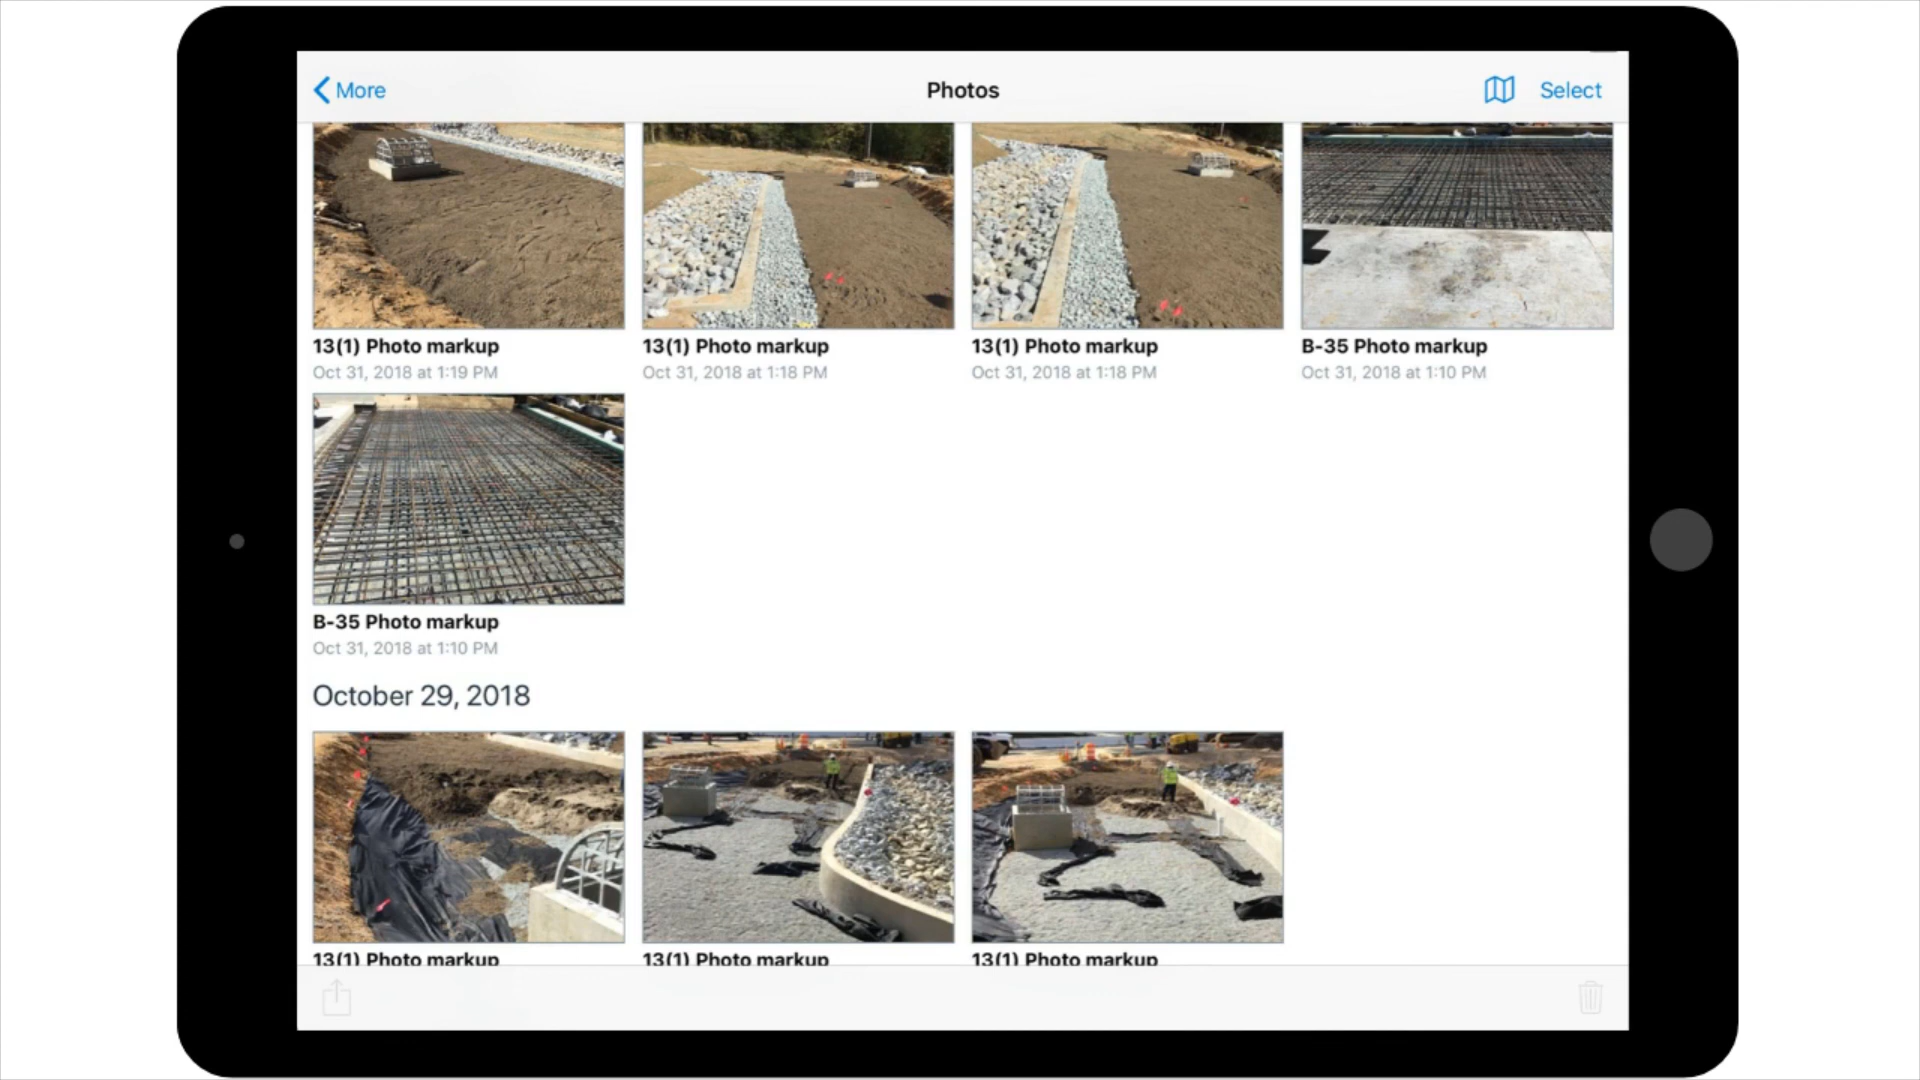 More
Photos
Select
13(1) Photo markup
Oct 31, 2018 at 1:19 PM
13(1) Photo markup
Oct 31, 2018 at 1:18 PM
13(1) Photo markup
Oct 31, 2018 at 1:18 PM
B-35 Photo markup
Oct 31, 2018 at 1:10 PM
B-35 Photo markup
Oct 31, 2018 at 1:10 PM
October 29, 2018
13(1) Photo markup
13(1) Photo markup
13(1) Photo markup